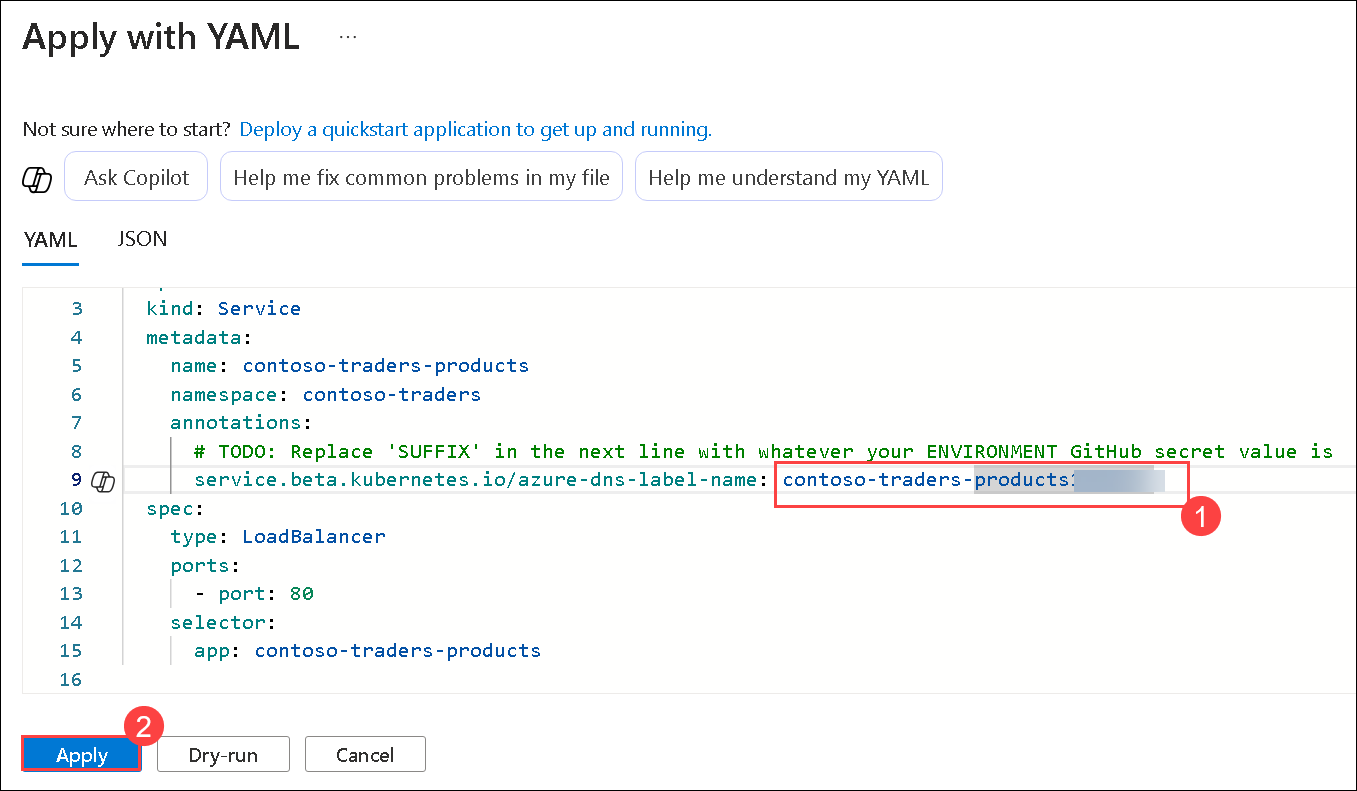 Apply with YAML ...
Not sure where to start? Deploy a quickstart application to get up and running.
Ask Copilot Help me fix common problems in my file Help me understand my YAML
YAML JSON
3 kind: Service
4 metadata:
5 name: contoso-traders-products
6 namespace: contoso-traders
7 annotations:
8 # TODO: Replace 'SUFFIX' in the next line with whatever your ENVIRONMENT GitHub secret value is
9 service.beta.kubernetes.io/azure-dns-label-name: contoso-traders-products
1
10 spec:
11 type: LoadBalancer
12 ports:
13 - port: 80
14 selector:
15 app: contoso-traders-products
16
2
Apply Dry-run Cancel